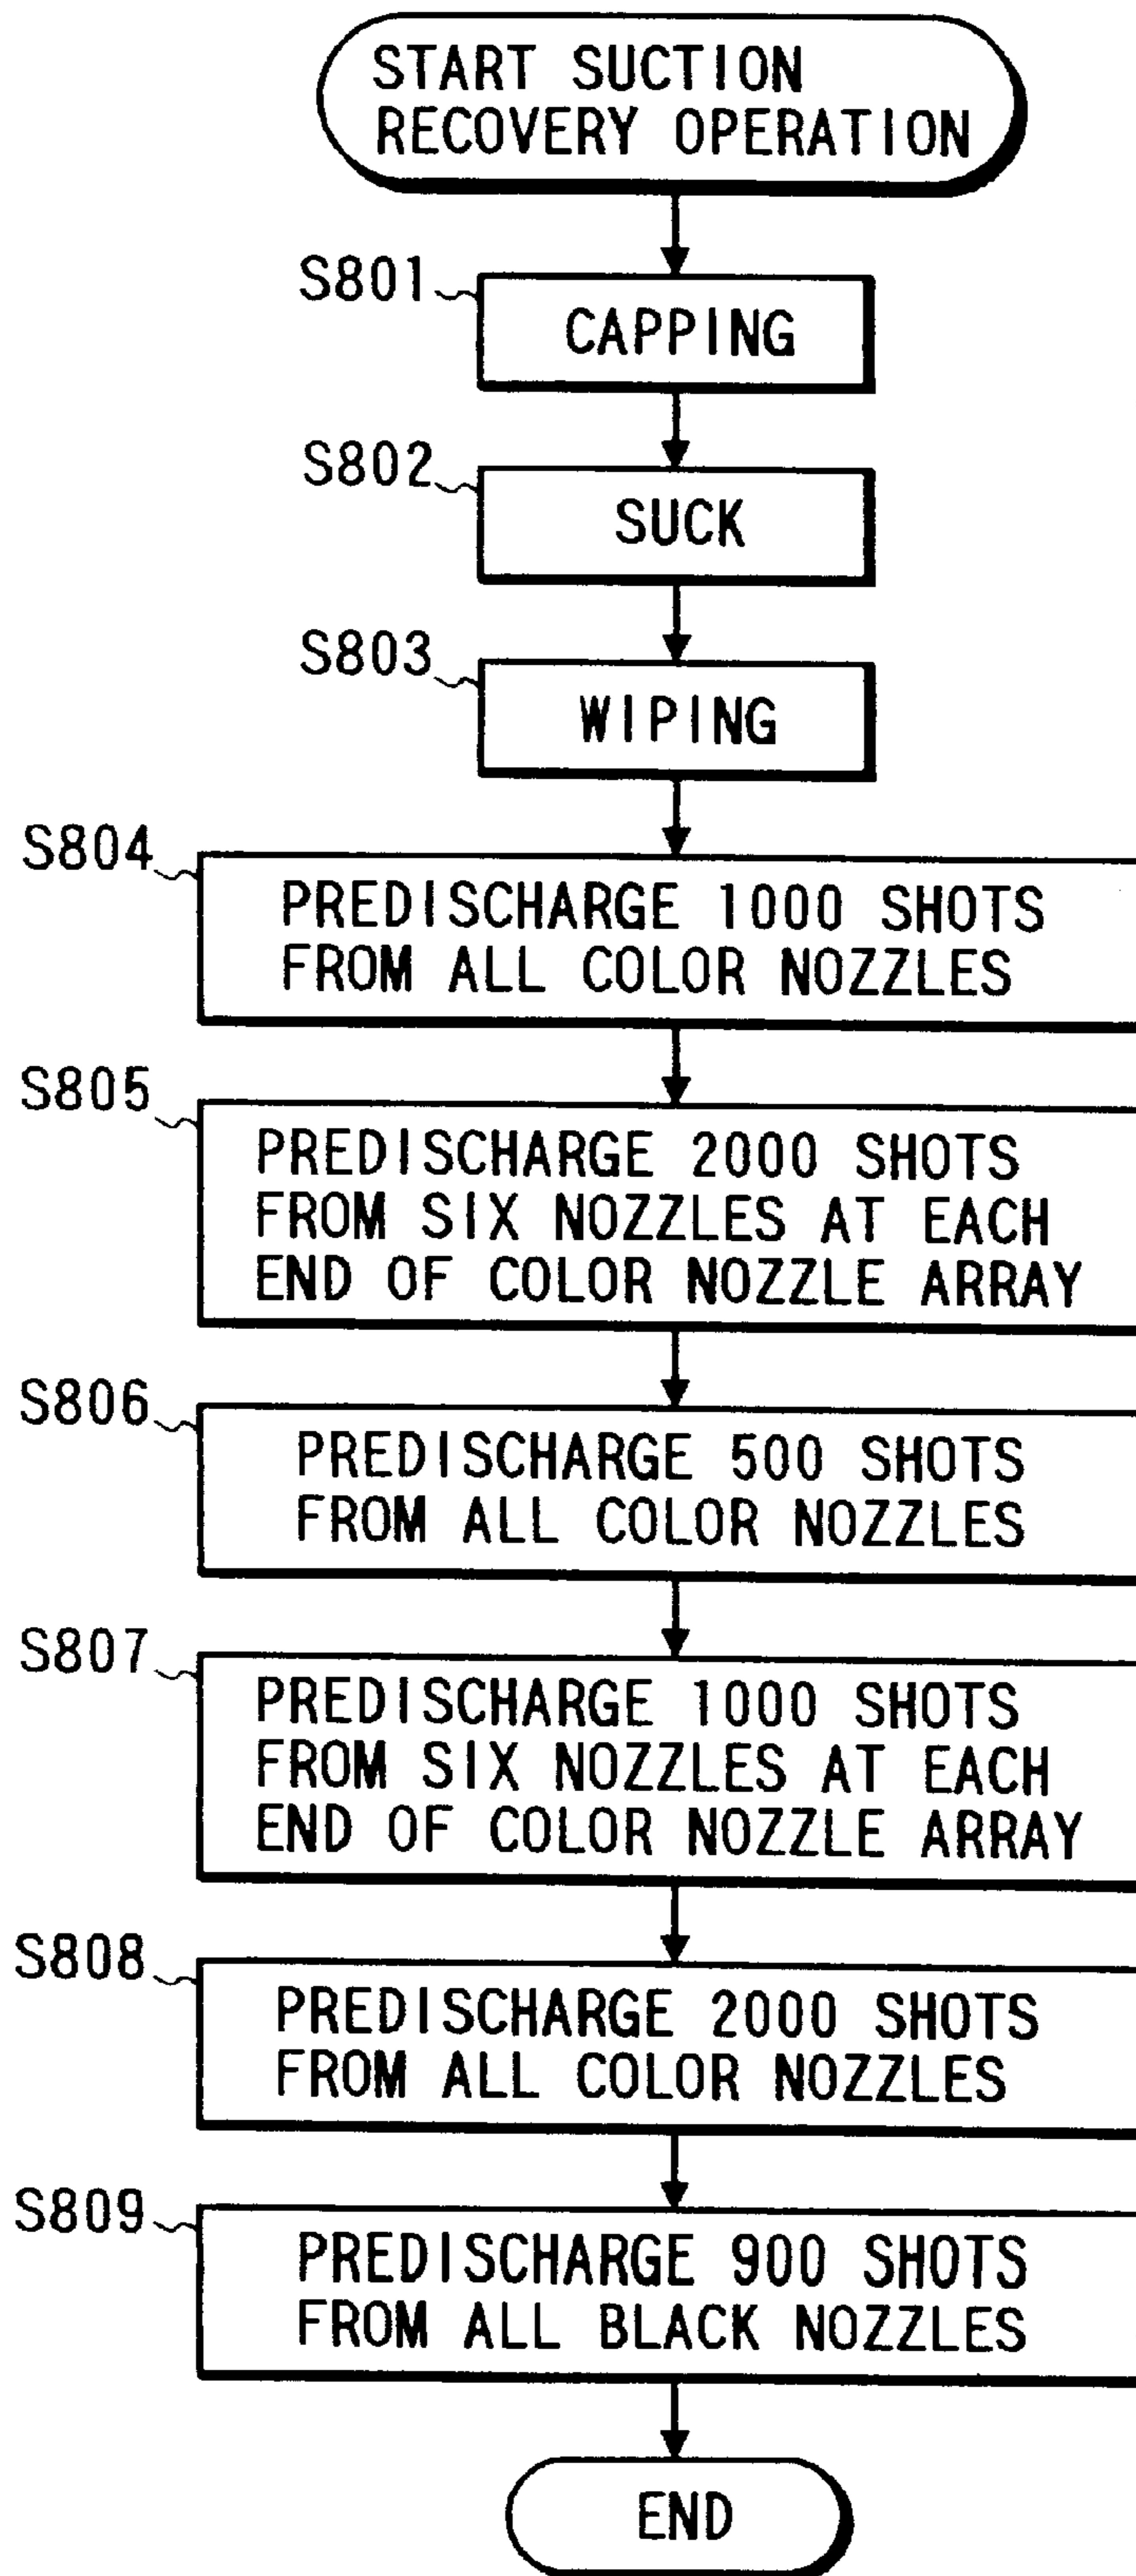 START SUCTION
RECOVERY OPERATION
S801
CAPPING
S802
SUCK
S803
WIPING
S804
PREDISCHARGE 1000 SHOTS
FROM ALL COLOR NOZZLES
S805
PREDISCHARGE 2000 SHOTS
FROM SIX NOZZLES AT EACH
END OF COLOR NOZZLE ARRAY
S806
PREDISCHARGE 500 SHOTS
FROM ALL COLOR NOZZLES
S807
PREDISCHARGE 1000 SHOTS
FROM SIX NOZZLES AT EACH
END OF COLOR NOZZLE ARRAY
S808
PREDISCHARGE 2000 SHOTS
FROM ALL COLOR NOZZLES
S809
PREDISCHARGE 900 SHOTS
FROM ALL BLACK NOZZLES
END